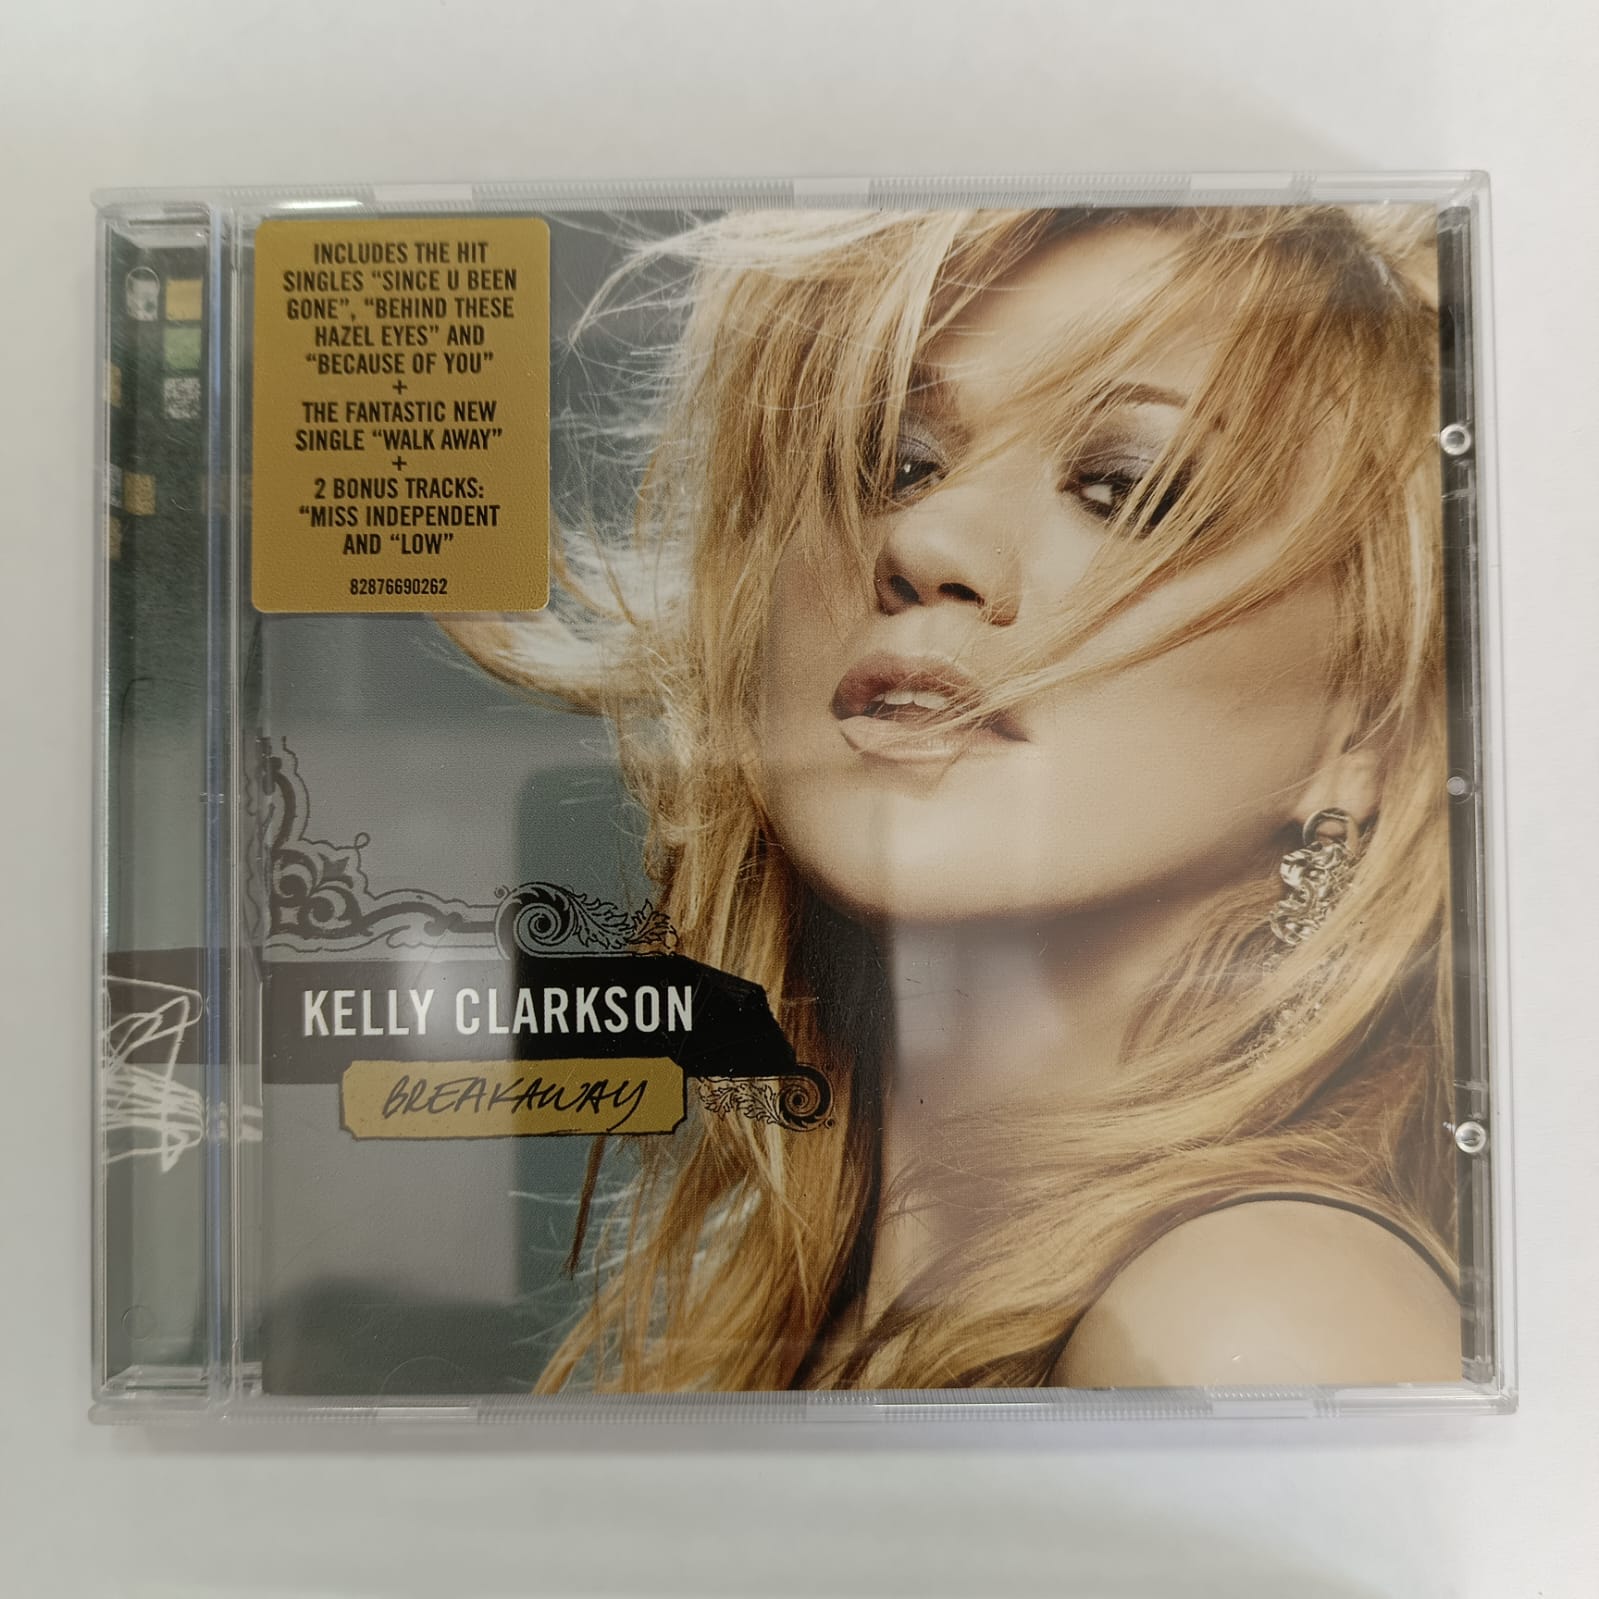 INCLUDES THE HIT
SINGLES “SINCE U BEEN
GONE”, “BEHIND THESE
HAZEL EYES” AND
“BECAUSE OF YOU”
+
THE FANTASTIC NEW
SINGLE “WALK AWAY”
+
2 BONUS TRACKS:
“MISS INDEPENDENT
AND “LOW”
82876690262
KELLY CLARKSON
BREAKAWAY